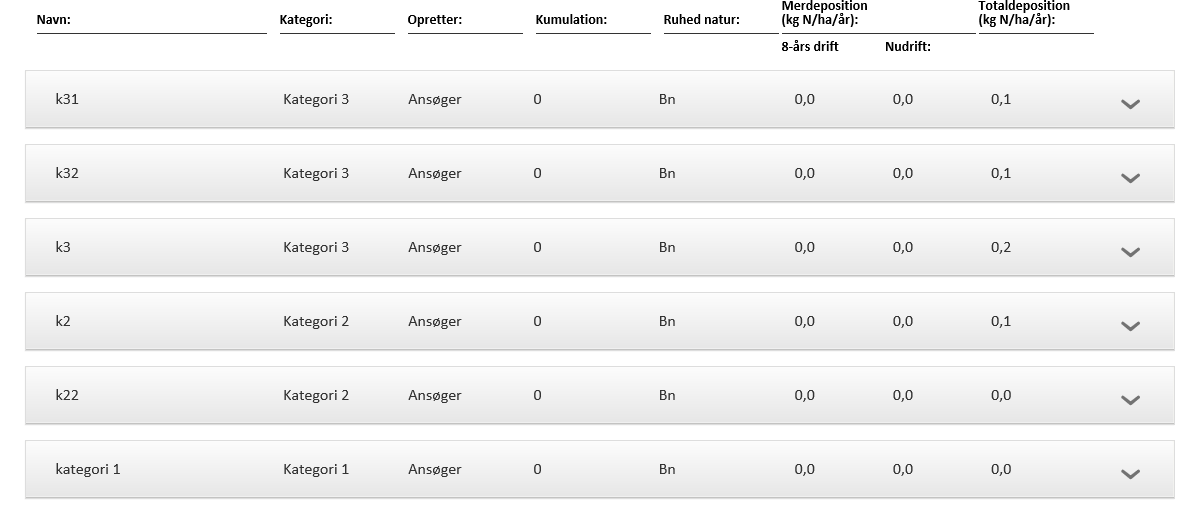 Navn: Kategori: Opretter: Kumulation: Ruhed natur: Merdeposition (kg N/ha/år): Totaldeposition (kg N/ha/år):
8-års drift Nudrift:
k31 Kategori 3 Ansøger 0 Bn 0,0 0,0 0,1
k32 Kategori 3 Ansøger 0 Bn 0,0 0,0 0,1
k3 Kategori 3 Ansøger 0 Bn 0,0 0,0 0,2
k2 Kategori 2 Ansøger 0 Bn 0,0 0,0 0,1
k22 Kategori 2 Ansøger 0 Bn 0,0 0,0 0,0
kategori 1 Kategori 1 Ansøger 0 Bn 0,0 0,0 0,0